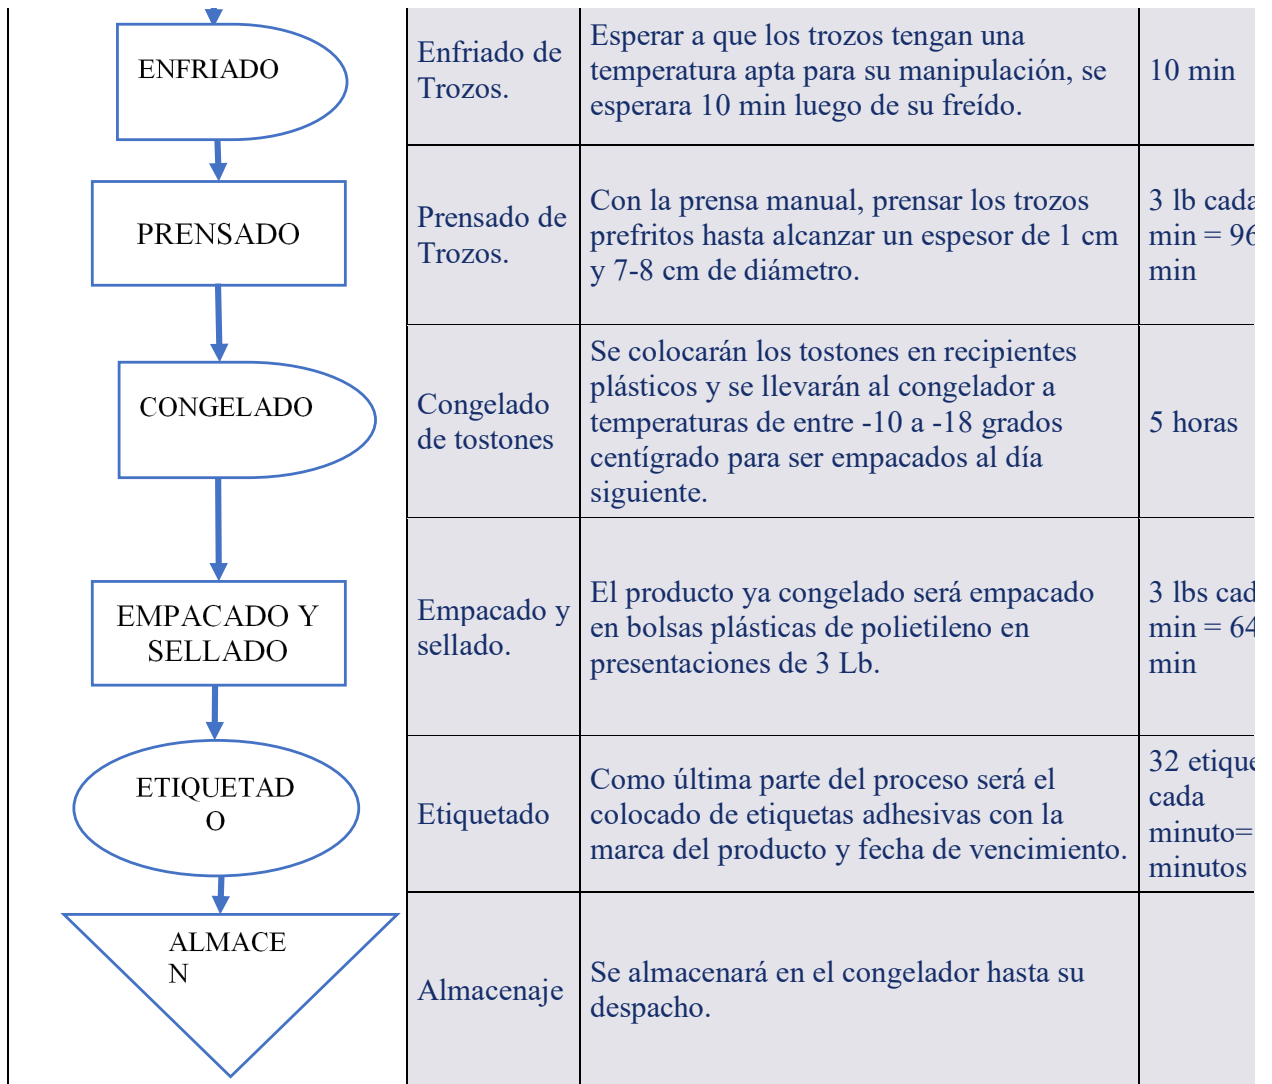 ENFRIADO
Enfriado de
Trozos.
Esperar a que los trozos tengan una
temperatura apta para su manipulación, se
esperara 10 min luego de su freído.
10 min
PRENSADO
Prensado de
Trozos.
Con la prensa manual, prensar los trozos
prefritos hasta alcanzar un espesor de 1 cm
y 7-8 cm de diámetro.
3 lb cada
min = 96
min
CONGELADO
Congelado
de tostones
Se colocarán los tostones en recipientes
plásticos y se llevarán al congelador a
temperaturas de entre -10 a -18 grados
centígrado para ser empacados al día
siguiente.
5 horas
EMPACADO Y
SELLADO
Empacado y
sellado.
El producto ya congelado será empacado
en bolsas plásticas de polietileno en
presentaciones de 3 Lb.
3 lbs cad
min = 64
min
ETIQUETAD
O
Etiquetado
Como última parte del proceso será el
colocado de etiquetas adhesivas con la
marca del producto y fecha de vencimiento.
32 etique
cada
minuto=
minutos
ALMACE
N
Almacenaje
Se almacenará en el congelador hasta su
despacho.